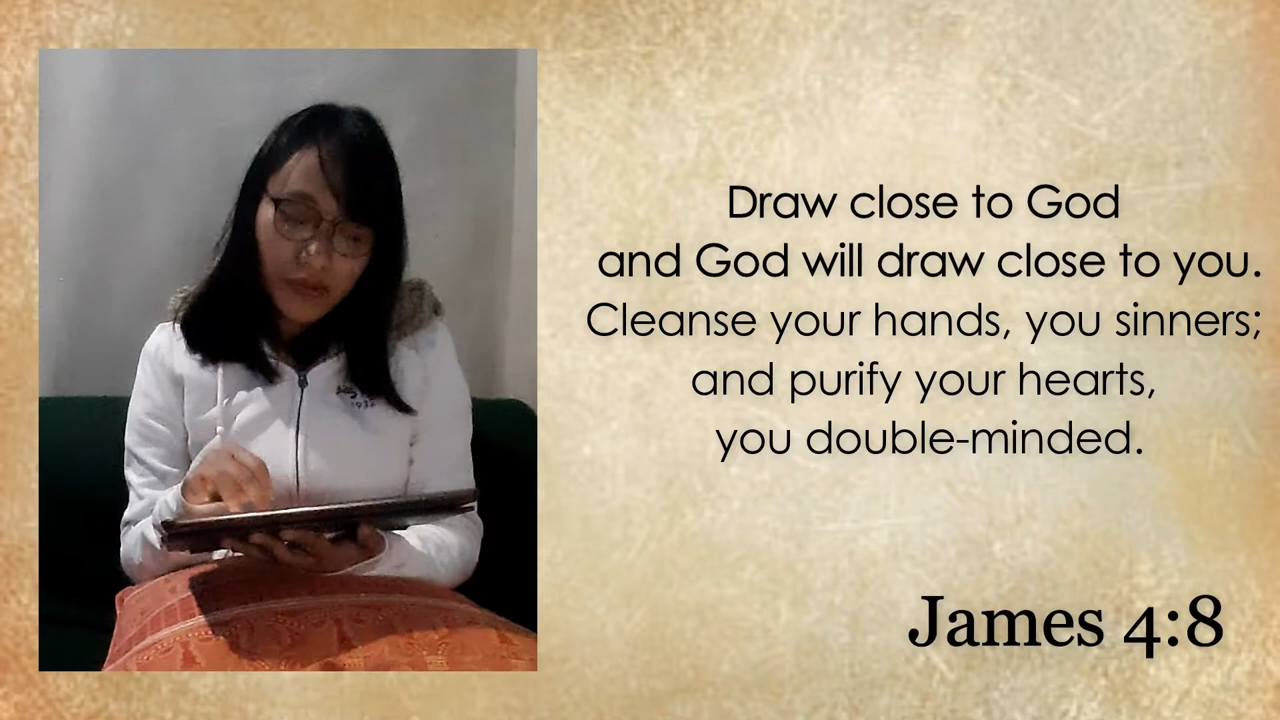 Draw close to God
and God will draw close to you.
Cleanse your hands, you sinners;
and purify your hearts,
you double-minded.
James 4:8